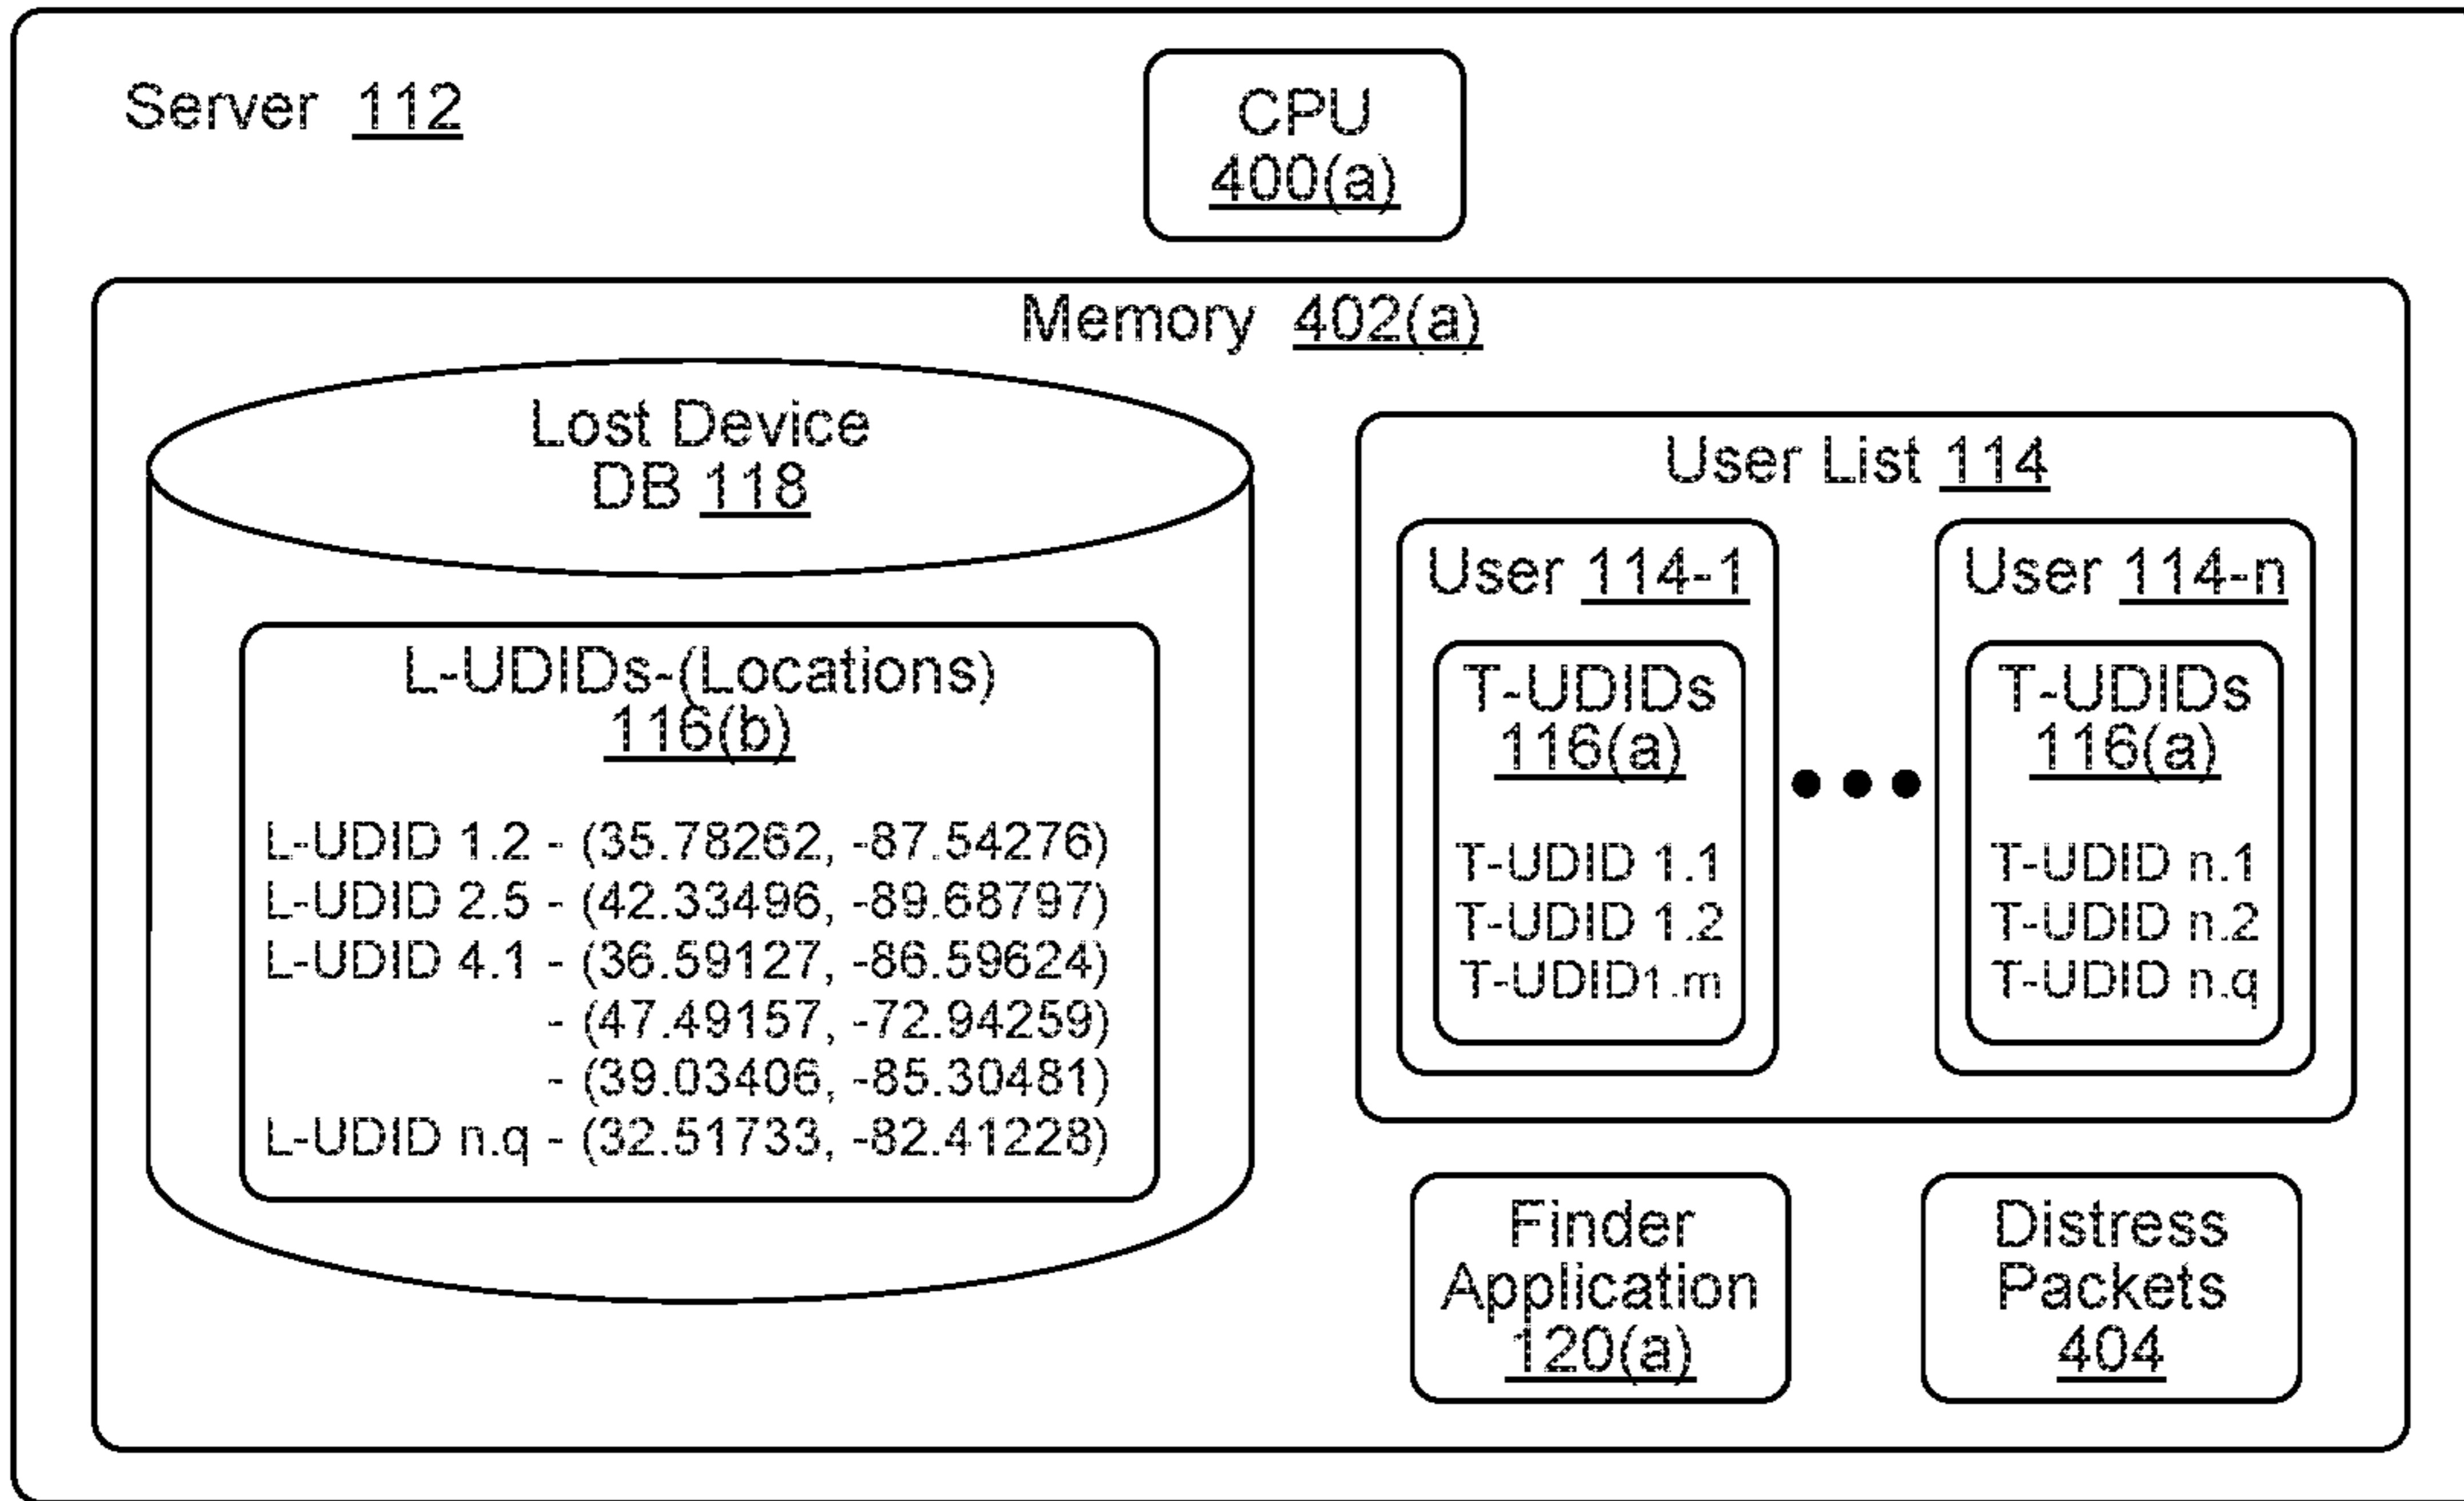 Server 112
CPU
400(a)
Memory 402(a)
Lost Device
DB 118
L-UDIDs-(Locations)
116(b)
L-UDID 1.2 - (35.78262, -87.54276)
L-UDID 2.5 - (42.33496, -89.68797)
L-UDID 4.1 - (36.59127, -86.59624)
- (47.49157, -72.94259)
- (39.03406, -85.30481)
L-UDID n.q - (32.51733, -82.41228)
User List 114
User 114-1
T-UDIDs
116(a)
T-UDID 1.1
T-UDID 1.2
T-UDID1.m
User 114-n
T-UDIDs
116(a)
T-UDID n.1
T-UDID n.2
T-UDID n.q
Finder
Application
120(a)
Distress
Packets
404